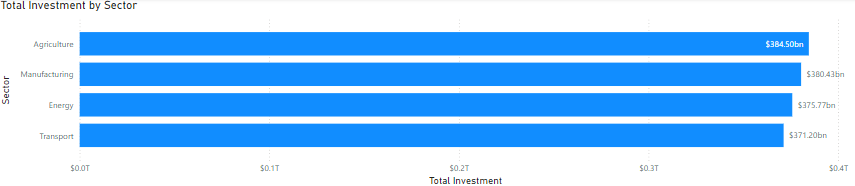 Total Investment by Sector
Agriculture $384.50bn
Manufacturing $380.43bn
Sector
Energy $375.77bn
Transport $371.20bn
$0.0T $0.1T $0.2T $0.3T $0.4T
Total Investment